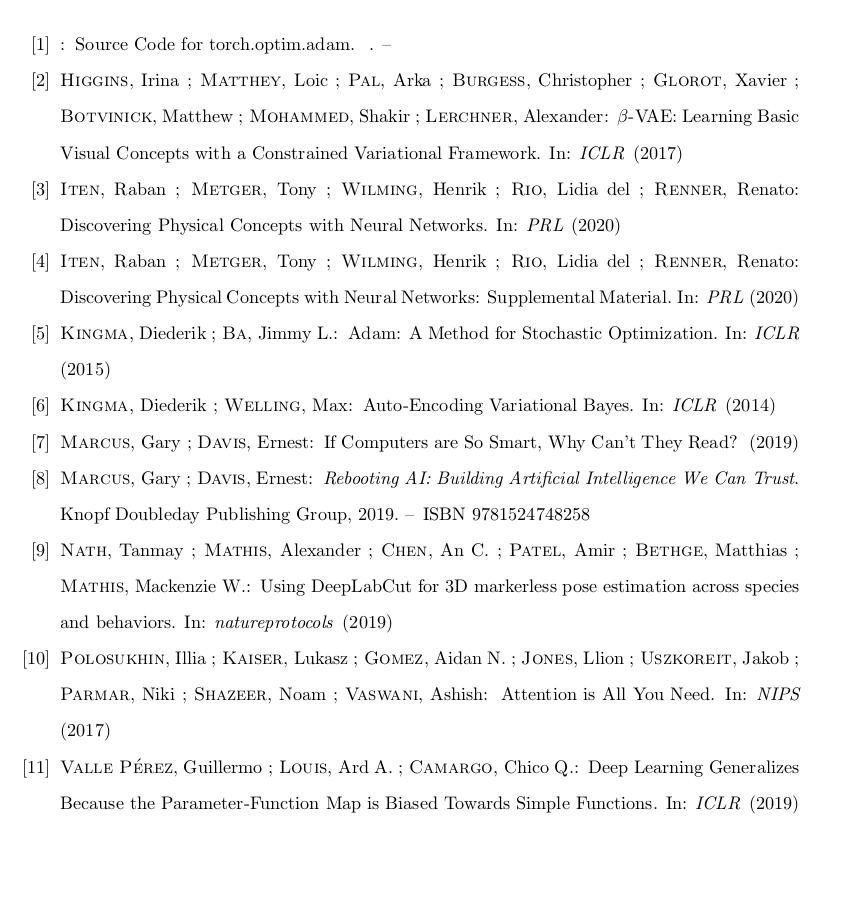 [1] : Source Code for torch.optim.adam. . –
[2] Higgins, Irina ; Matthey, Loic ; Pal, Arka ; Burgess, Christopher ; Glorot, Xavier ;
Botvinick, Matthew ; Mohammed, Shakir ; Lerchner, Alexander: β-VAE: Learning Basic
Visual Concepts with a Constrained Variational Framework. In: ICLR (2017)
[3] Iten, Raban ; Metger, Tony ; Wilming, Henrik ; Rio, Lidia del ; Renner, Renato:
Discovering Physical Concepts with Neural Networks. In: PRL (2020)
[4] Iten, Raban ; Metger, Tony ; Wilming, Henrik ; Rio, Lidia del ; Renner, Renato:
Discovering Physical Concepts with Neural Networks: Supplemental Material. In: PRL (2020)
[5] Kingma, Diederik ; Ba, Jimmy L.: Adam: A Method for Stochastic Optimization. In: ICLR
(2015)
[6] Kingma, Diederik ; Welling, Max: Auto-Encoding Variational Bayes. In: ICLR (2014)
[7] Marcus, Gary ; Davis, Ernest: If Computers are So Smart, Why Can't They Read? (2019)
[8] Marcus, Gary ; Davis, Ernest: Rebooting AI: Building Artificial Intelligence We Can Trust.
Knopf Doubleday Publishing Group, 2019. – ISBN 9781524748258
[9] Nath, Tanmay ; Mathis, Alexander ; Chen, An C. ; Patel, Amir ; Bethge, Matthias ;
Mathis, Mackenzie W.: Using DeepLabCut for 3D markerless pose estimation across species
and behaviors. In: natureprotocols (2019)
[10] Polosukhin, Illia ; Kaiser, Lukasz ; Gomez, Aidan N. ; Jones, Llion ; Uszkoreit, Jakob ;
Parmar, Niki ; Shazeer, Noam ; Vaswani, Ashish: Attention is All You Need. In: NIPS
(2017)
[11] Valle Pérez, Guillermo ; Louis, Ard A. ; Camargo, Chico Q.: Deep Learning Generalizes
Because the Parameter-Function Map is Biased Towards Simple Functions. In: ICLR (2019)